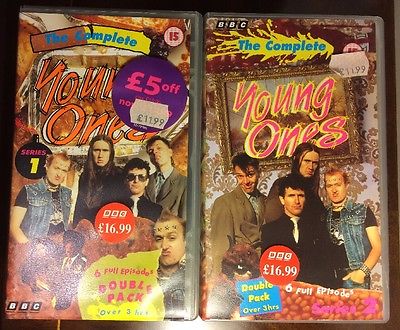 The Complete
15
Young
Ones
£5 off
£11.99
SERIES
1
BBC
£16.99
6 Full Episodes
DOUBLE
PACK
Over 3 hrs
BBC
BBC
The Complete
15
£11.99
Young
Ones
BBC
£16.99
Double
Pack
Over 3hrs
6 Full Episodes
Series 2